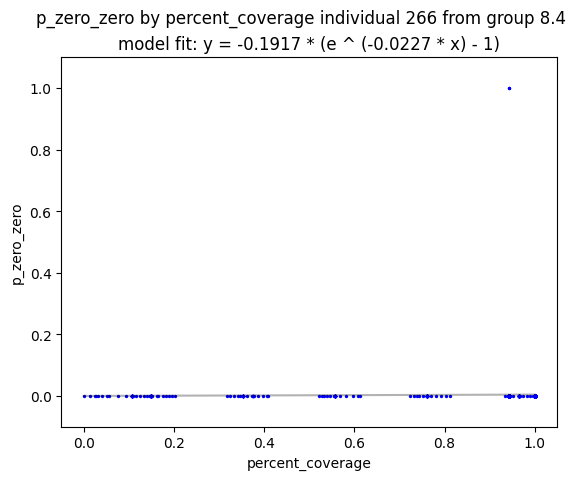 p_zero_zero by percent_coverage individual 266 from group 8.4
model fit: y = -0.1917 * (e ^ (-0.0227 * x) - 1)
1.0
0.8
0.6
0.4
0.2
0.0
p_zero_zero
0.0 0.2 0.4 0.6 0.8 1.0
percent_coverage